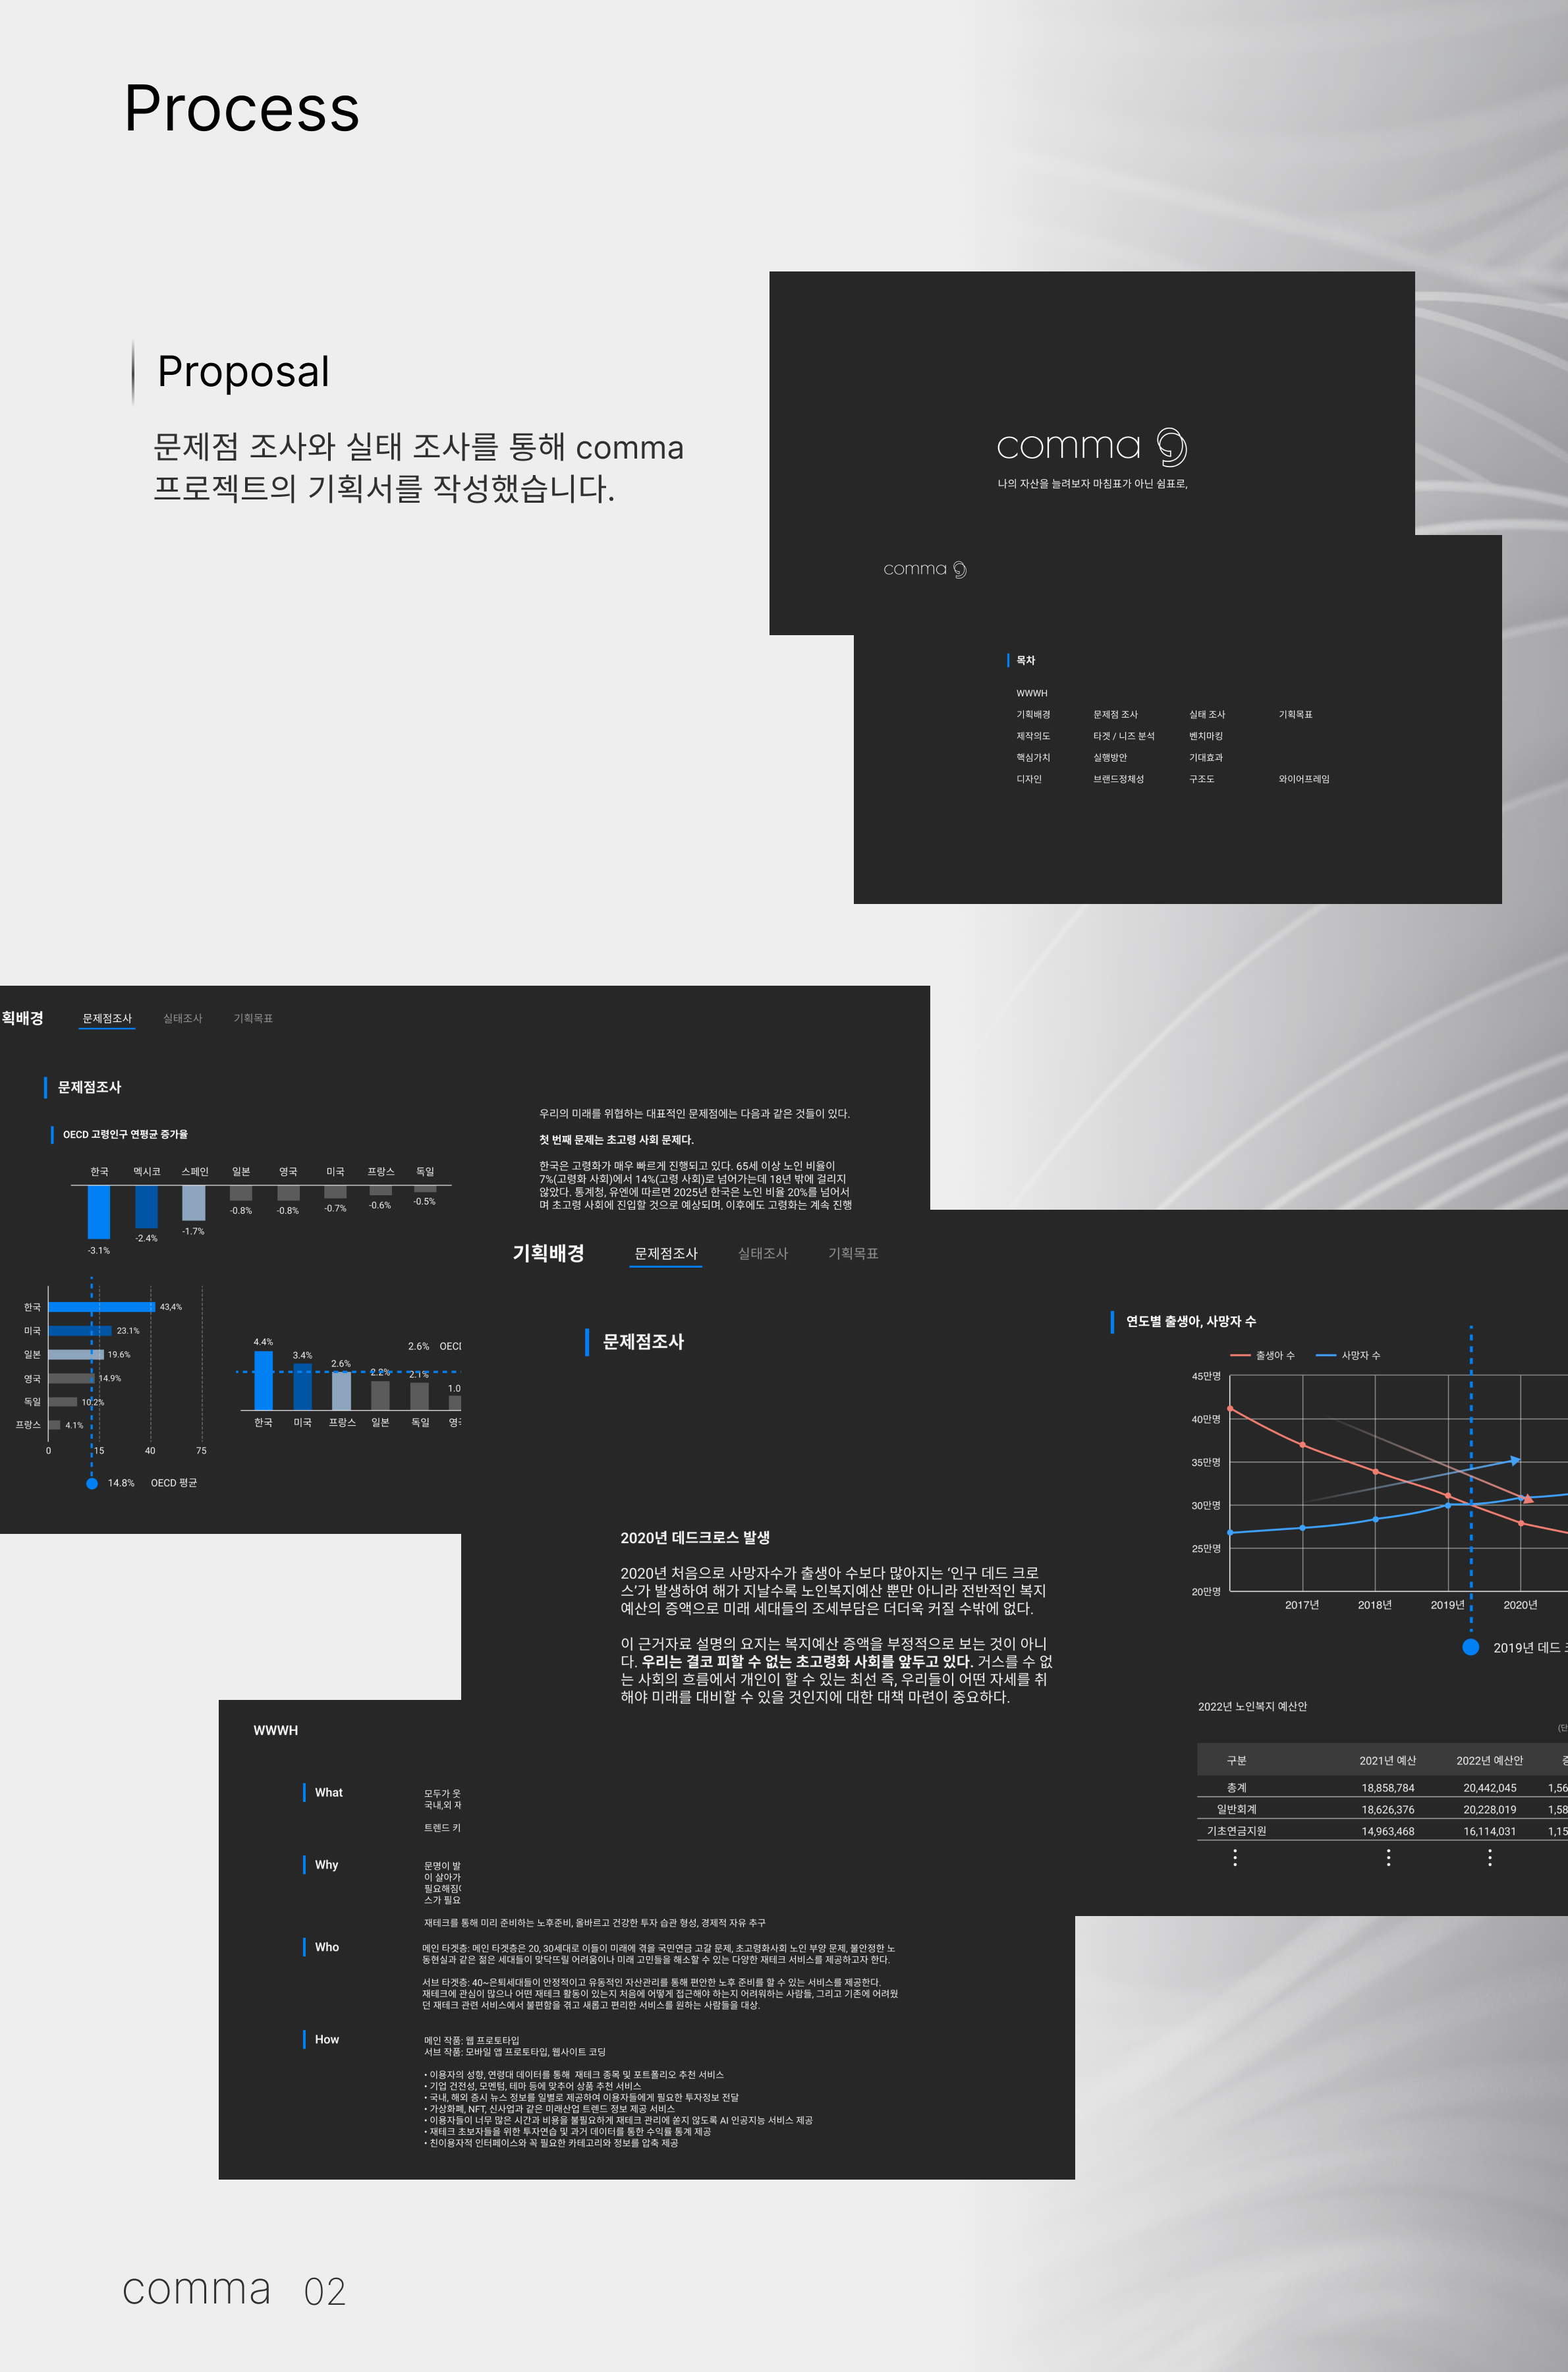 Process
Proposal
문제점 조사와 실태 조사를 통해 comma
프로젝트의 기획서를 작성했습니다.
comma
나의 자산을 늘려보자 마침표가 아닌 쉼표로,
comma
목차
WWWH
기획배경 문제점 조사 실태 조사 기획목표
제작의도 타겟 / 니즈 분석 벤치마킹
핵심가치 실행방안 기대효과
디자인 브랜드정체성 구조도 와이어프레임
획배경 문제점조사 실태조사 기획목표
문제점조사
OECD 고령인구 연평균 증가율
한국 멕시코 스페인 일본 영국 미국 프랑스 독일
-3.1% -2.4% -1.7% -0.8% -0.8% -0.7% -0.6% -0.5%
한국 43,4%
미국 23.1%
일본 19.6%
영국 14.9%
독일 10.2%
프랑스 4.1%
0 15 40 75
14.8% OECD 평균
2.6%
4.4% 3.4% 2.6% 2.2% 2.1% 1.0
한국 미국 프랑스 일본 독일
우리의 미래를 위협하는 대표적인 문제점에는 다음과 같은 것들이 있다.
첫 번째 문제는 초고령 사회 문제다.
한국은 고령화가 매우 빠르게 진행되고 있다. 65세 이상 노인 비율이
7%(고령화 사회)에서 14%(고령 사회)로 넘어가는데 18년 밖에 걸리지
않았다. 통계청, 유엔에 따르면 2025년 한국은 노인 비율 20%를 넘어서
며 초고령 사회에 진입할 것으로 예상되며, 이후에도 고령화는 계속 진행
기획배경 문제점조사 실태조사 기획목표
문제점조사
2020년 데드크로스 발생
2020년 처음으로 사망자수가 출생아 수보다 많아지는 ‘인구 데드 크로
스’가 발생하여 해가 지날수록 노인복지예산 뿐만 아니라 전반적인 복지
예산의 증액으로 미래 세대들의 조세부담은 더더욱 커질 수밖에 없다.
이 근거자료 설명의 요지는 복지예산 증액을 부정적으로 보는 것이 아니
다. 우리는 결코 피할 수 없는 초고령화 사회를 앞두고 있다. 거스를 수 없
는 사회의 흐름에서 개인이 할 수 있는 최선 즉, 우리들이 어떤 자세를 취
해야 미래를 대비할 수 있을 것인지에 대한 대책 마련이 중요하다.
연도별 출생아, 사망자 수
출생아 수 사망자 수
45만명
40만명
35만명
30만명
25만명
20만명
2017년 2018년 2019년 2020년
2019년 데드
2022년 노인복지 예산안
(단
구분 2021년 예산 2022년 예산안
총계 18,858,784 20,442,045 1,56
일반회계 18,626,376 20,228,019 1,58
기초연금지원 14,963,468 16,114,031 1,15
WWWH
What
모두가 웃
국내,외 재
트렌드 키
Why
문명이 발
이 살아가
필요해짐
스가 필요
재테크를 통해 미리 준비하는 노후준비, 올바르고 건강한 투자 습관 형성, 경제적 자유 추구
Who
메인 타겟층: 메인 타겟층은 20, 30세대로 이들이 미래에 겪을 국민연금 고갈 문제, 초고령화사회 노인 부양 문제, 불안정한 노
동현실과 같은 젊은 세대들이 맞닥뜨릴 어려움이나 미래 고민들을 해소할 수 있는 다양한 재테크 서비스를 제공하고자 한다.
서브 타겟층: 40~은퇴세대들이 안정적이고 유동적인 자산관리를 통해 편안한 노후 준비를 할 수 있는 서비스를 제공한다.
재테크에 관심이 많으나 어떤 재테크 활동이 있는지 처음에 어떻게 접근해야 하는지 어려워하는 사람들, 그리고 기존에 어려웠
던 재테크 관련 서비스에서 불편함을 겪고 새롭고 편리한 서비스를 원하는 사람들을 대상.
How
메인 작품: 웹 프로토타입
서브 작품: 모바일 앱 프로토타입, 웹사이트 코딩
• 이용자의 성향, 연령대 데이터를 통해 재테크 종목 및 포트폴리오 추천 서비스
• 기업 건전성, 모멘텀, 테마 등에 맞추어 상품 추천 서비스
• 국내, 해외 증시 뉴스 정보를 일별로 제공하여 이용자들에게 필요한 투자정보 전달
• 가상화폐, NFT, 신사업과 같은 미래산업 트렌드 정보 제공 서비스
• 이용자들이 너무 많은 시간과 비용을 불필요하게 재테크 관리에 쏟지 않도록 AI 인공지능 서비스 제공
• 재테크 초보자들을 위한 투자연습 및 과거 데이터를 통한 수익률 통계 제공
• 친이용자적 인터페이스와 꼭 필요한 카테고리와 정보를 압축 제공
comma 02